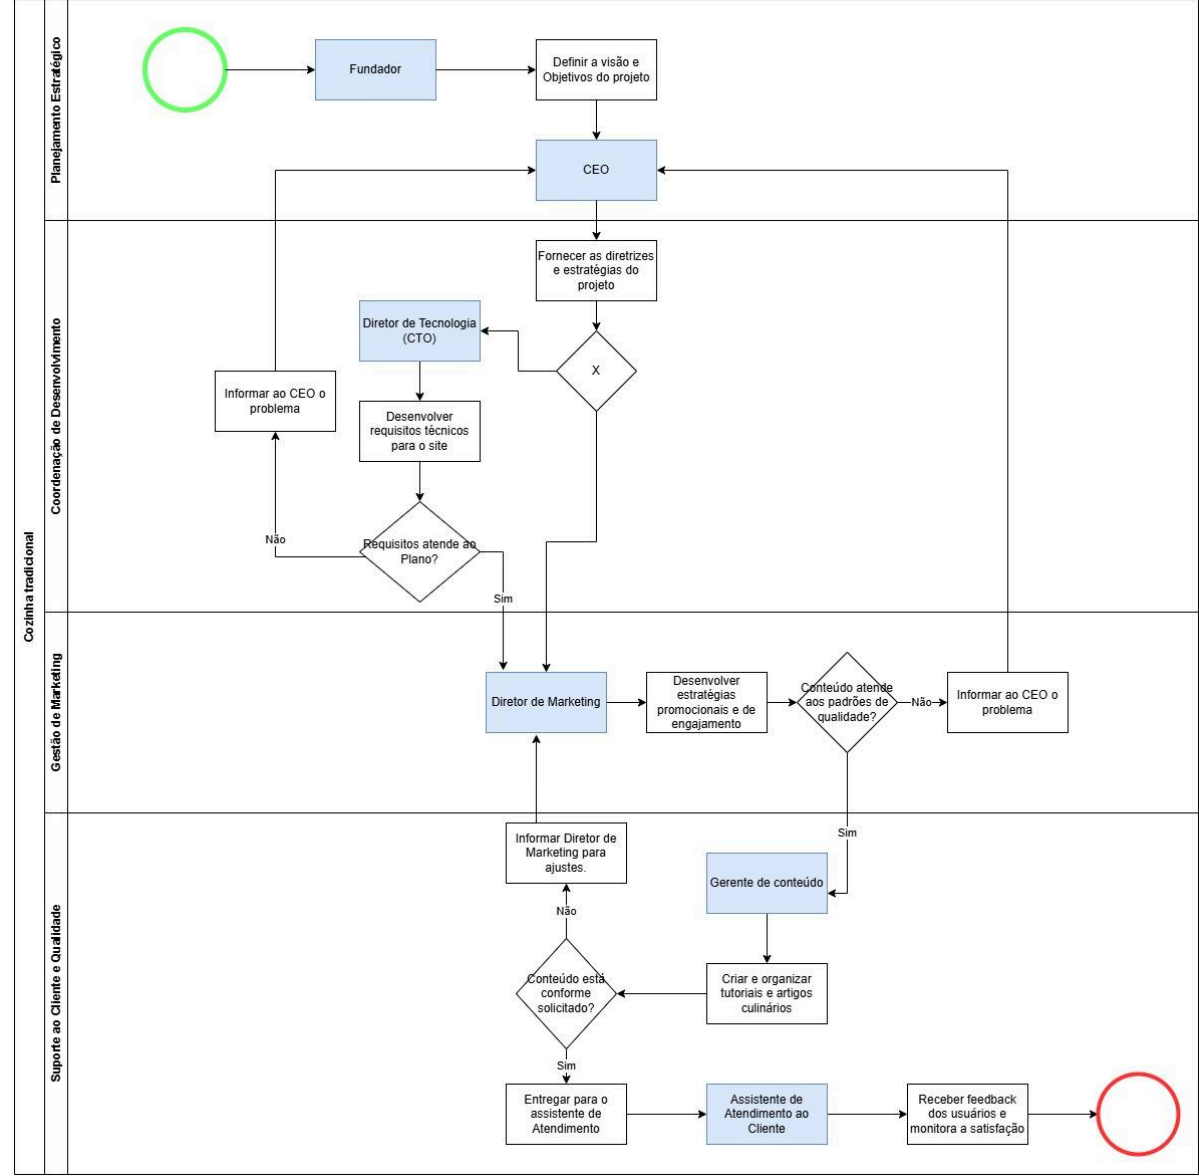 Cozinha tradicional
Planejamento Estratégico
Fundador
Definir a visão e
Objetivos do projeto
CEO
Coordenação de Desenvolvimento
Fornecer as diretrizes
e estratégias do
projeto
X
Diretor de Tecnologia
(CTO)
Desenvolver
requisitos técnicos
para o site
Informar ao CEO o
problema
Não
Requisitos atende ao
Plano?
Sim
Gestão de Marketing
Diretor de Marketing
Desenvolver
estratégias
promocionais e de
engajamento
Conteúdo atende
aos padrões de
qualidade?
Não
Informar ao CEO o
problema
Sim
Suporte ao Cliente e Qualidade
Informar Diretor de
Marketing para
ajustes.
Gerente de conteúdo
Não
Conteúdo está
conforme
solicitado?
Criar e organizar
tutoriais e artigos
culinários
Sim
Entregar para o
assistente de
Atendimento
Assistente de
Atendimento ao
Cliente
Receber feedback
dos usuários e
monitora a satisfação